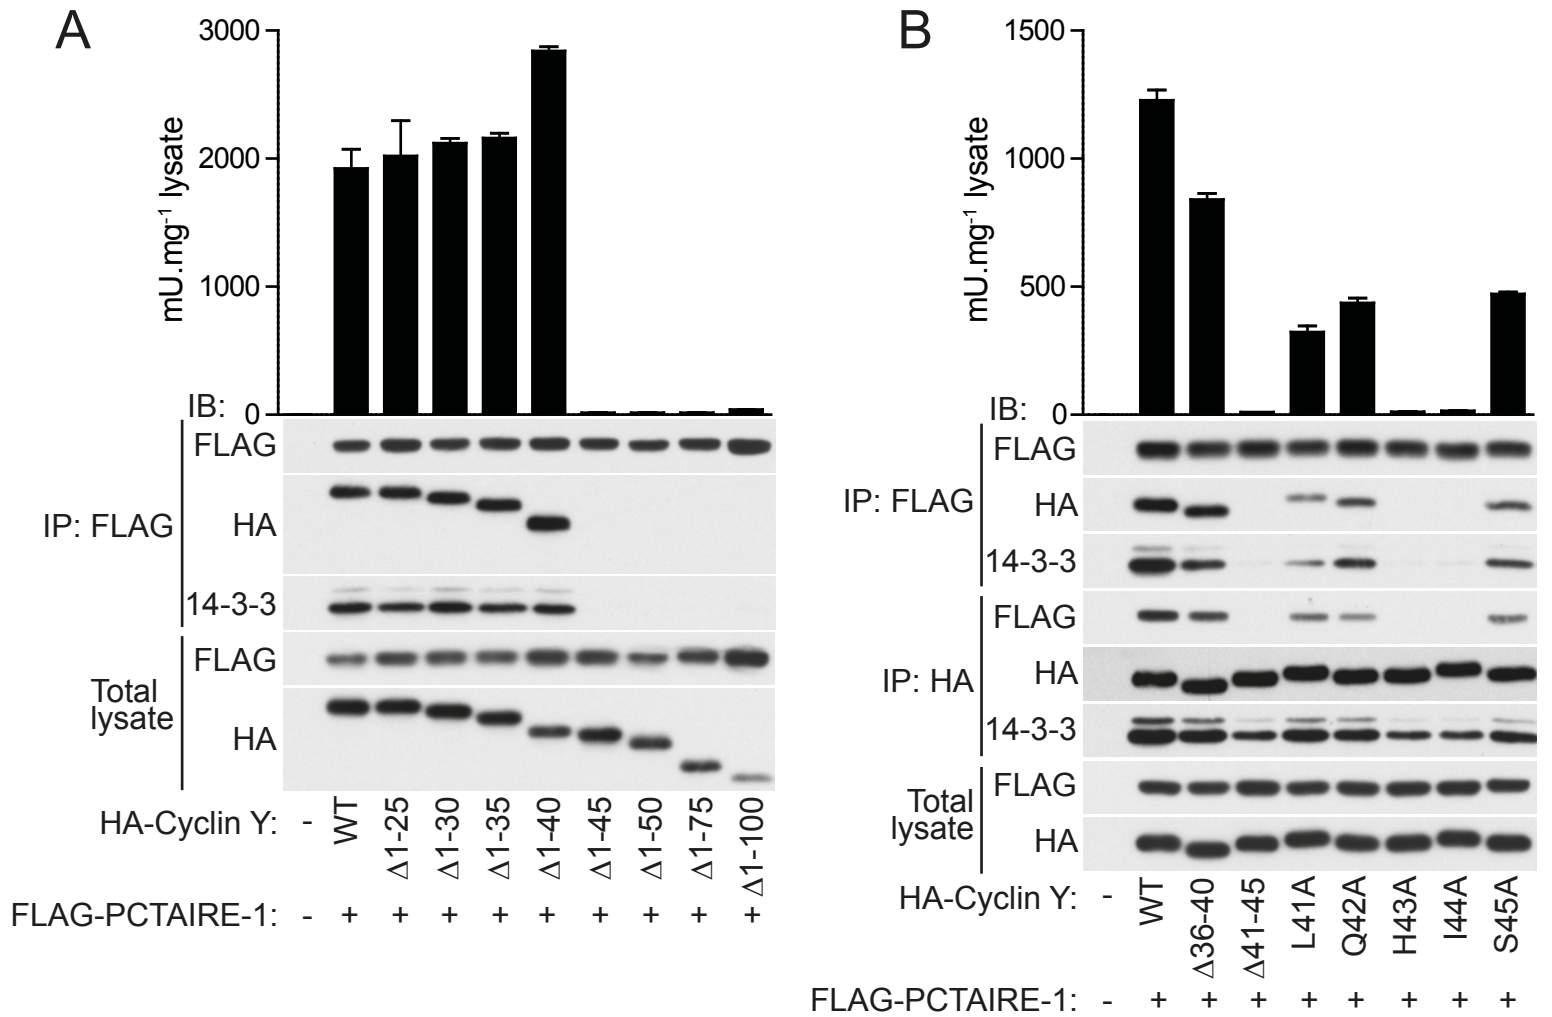 A
3000
2000
1000
0
mU.mg⁻¹ lysate
IB:
IP: FLAG
FLAG
HA
14-3-3
Total lysate
FLAG
HA
HA-Cyclin Y: - WT Δ1-25 Δ1-30 Δ1-35 Δ1-40 Δ1-45 Δ1-50 Δ1-75 Δ1-100
FLAG-PCTAIRE-1: - + + + + + + + + +
B
1500
1000
500
0
mU.mg⁻¹ lysate
IB:
IP: FLAG
FLAG
HA
14-3-3
IP: HA
FLAG
HA
14-3-3
Total
lysate
FLAG
HA
HA-Cyclin Y: - WT Δ36-40 Δ41-45 L41A Q42A H43A I44A S45A
FLAG-PCTAIRE-1: - + + + + + + + +